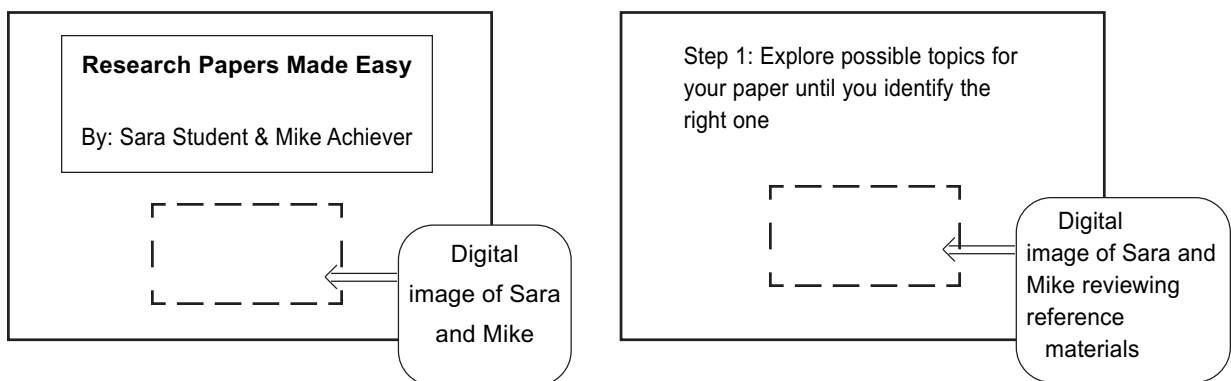 Research Papers Made Easy
By: Sara Student & Mike Achiever
Digital
image of Sara
and Mike
Step 1: Explore possible topics for
your paper until you identify the
right one
Digital
image of Sara and
Mike reviewing
reference
materials